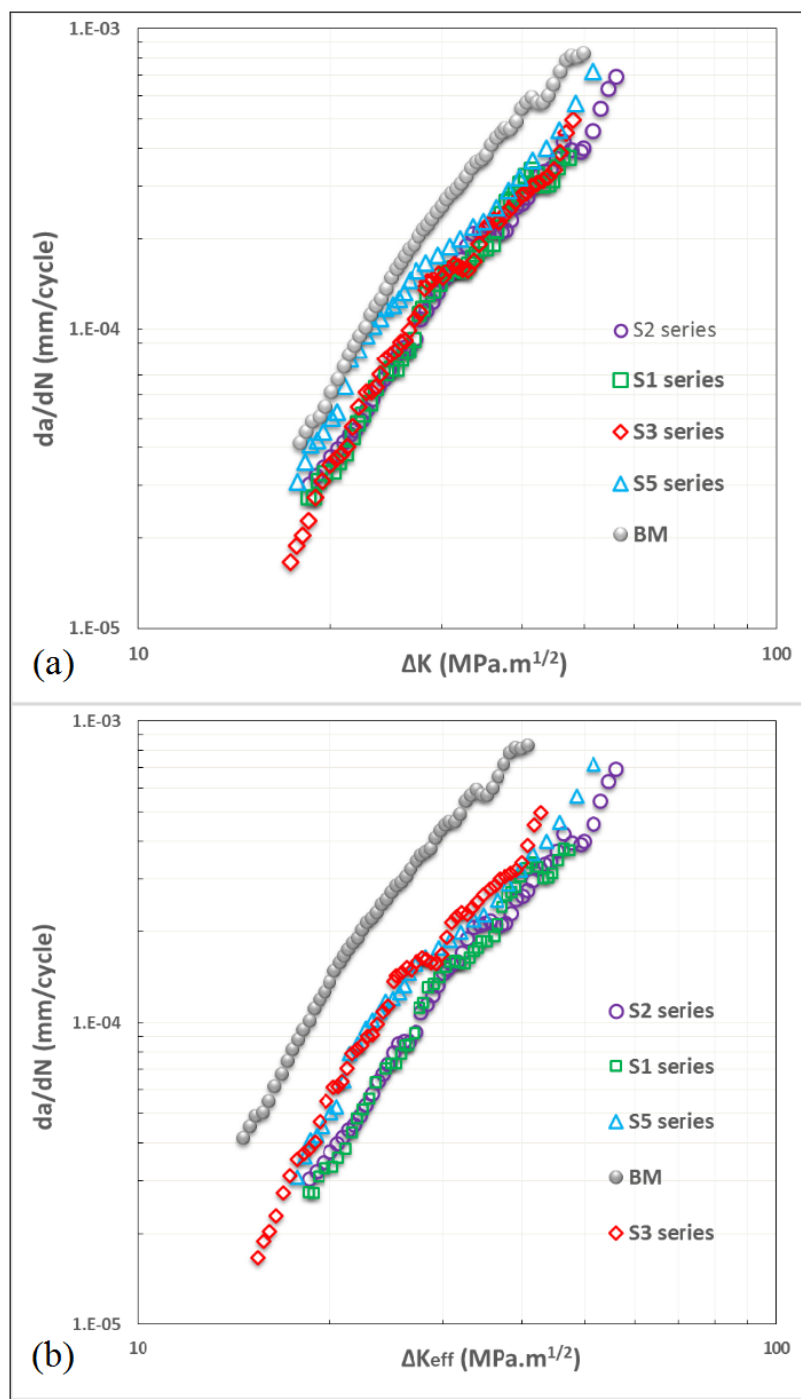 1.E-03
1.E-04
1.E-05
da/dN (mm/cycle)
S2 series
S1 series
S3 series
S5 series
BM
10
100
ΔK (MPa.m1/2)
(a)
1.E-03
1.E-04
1.E-05
da/dN (mm/cycle)
S2 series
S1 series
S5 series
BM
S3 series
10
100
ΔKeff (MPa.m1/2)
(b)